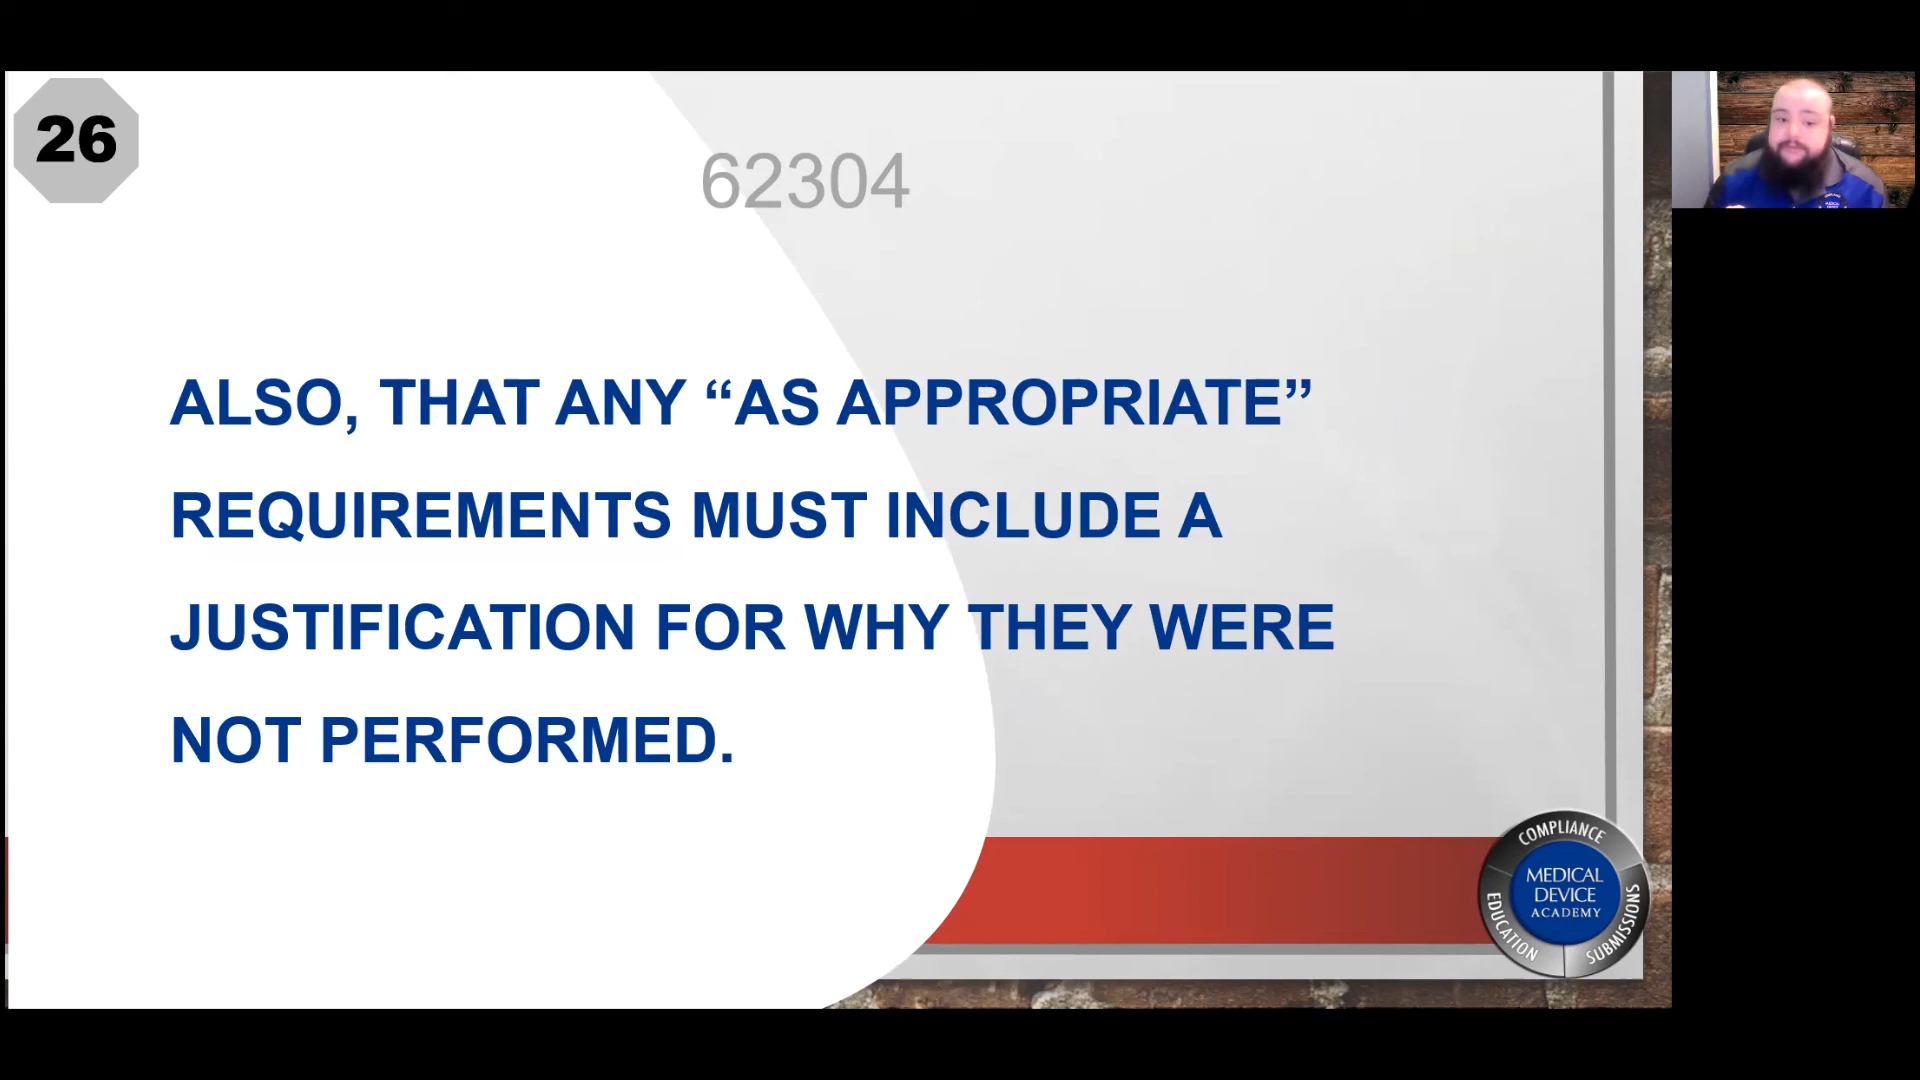 26
62304
ALSO, THAT ANY “AS APPROPRIATE”
REQUIREMENTS MUST INCLUDE A
JUSTIFICATION FOR WHY THEY WERE
NOT PERFORMED.
COMPLIANCE
MEDICAL
DEVICE
ACADEMY
EDUCATION
SUBMISSIONS